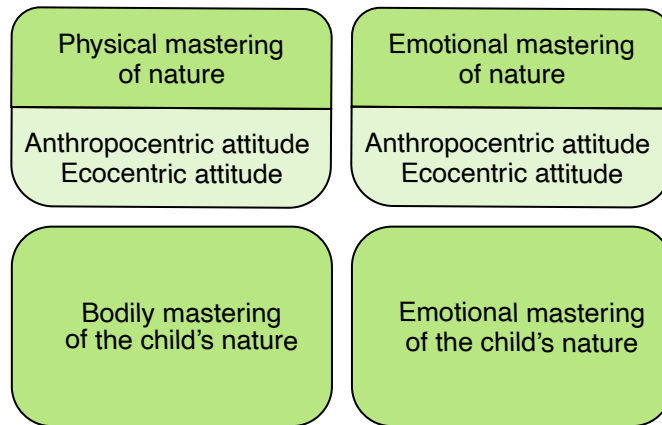 Physical mastering
of nature
Anthropocentric attitude
Ecocentric attitude
Emotional mastering
of nature
Anthropocentric attitude
Ecocentric attitude
Bodily mastering
of the child’s nature
Emotional mastering
of the child’s nature